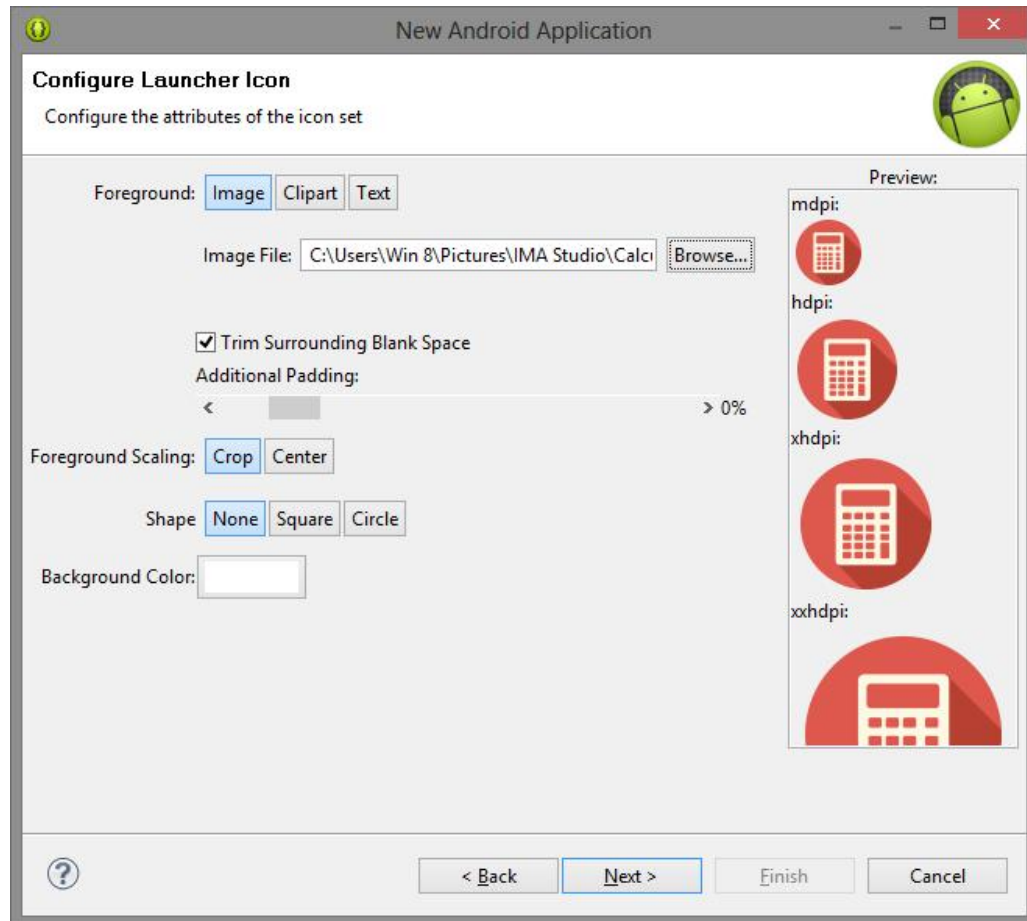 New Android Application
Configure Launcher Icon
Configure the attributes of the icon set
Foreground: Image Clipart Text
Image File: C:\Users\Win 8\Pictures\IMA Studio\Calc Browse...
Trim Surrounding Blank Space
Additional Padding:
0%
Foreground Scaling: Crop Center
Shape None Square Circle
Background Color:
Preview:
mdpi:
hdpi:
xhdpi:
xxhdpi:
? < Back Next > Finish Cancel